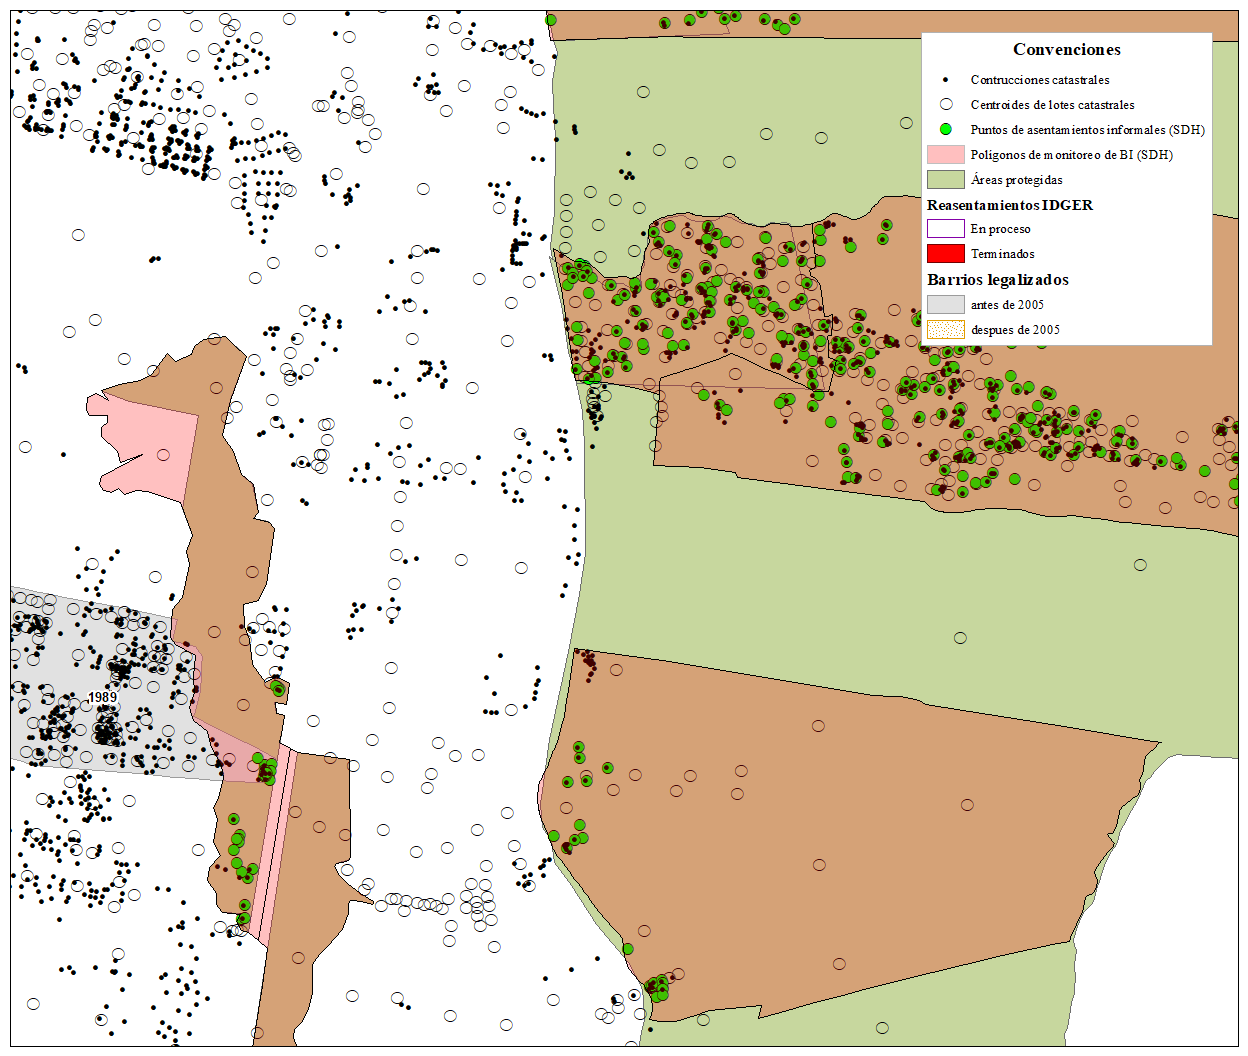 Convenciones
Contrucciones catastrales
Centroides de lotes catastrales
Puntos de asentamientos informales (SDH)
Polígonos de monitoreo de BI (SDH)
Áreas protegidas
Reasentamientos IDGER
En proceso
Terminados
Barrios legalizados
antes de 2005
despues de 2005
1989